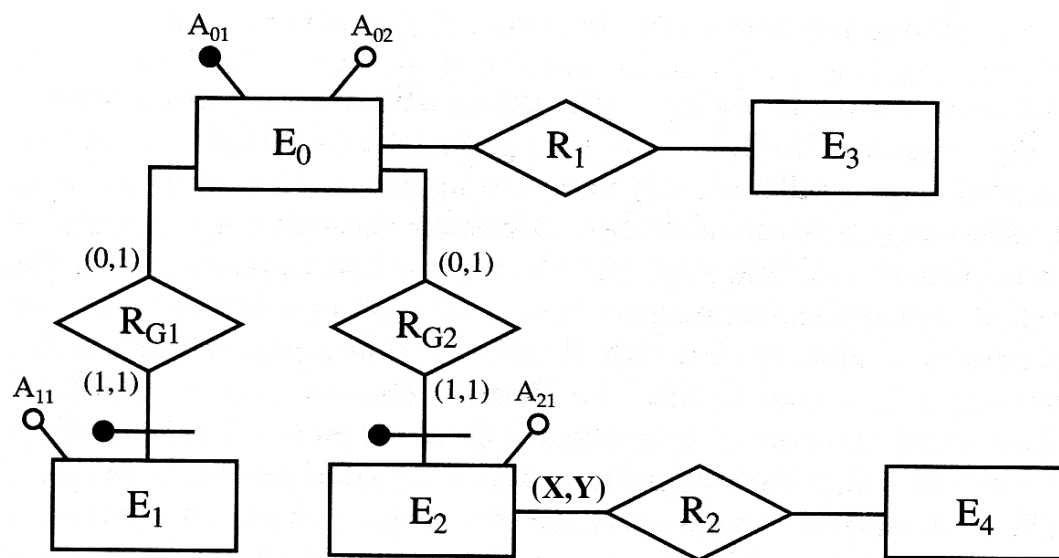 A01 A02
E0 R1 E3
(0,1) (0,1)
RG1 RG2
(1,1) (1,1)
A11 A21
E1 E2 (X,Y) R2 E4